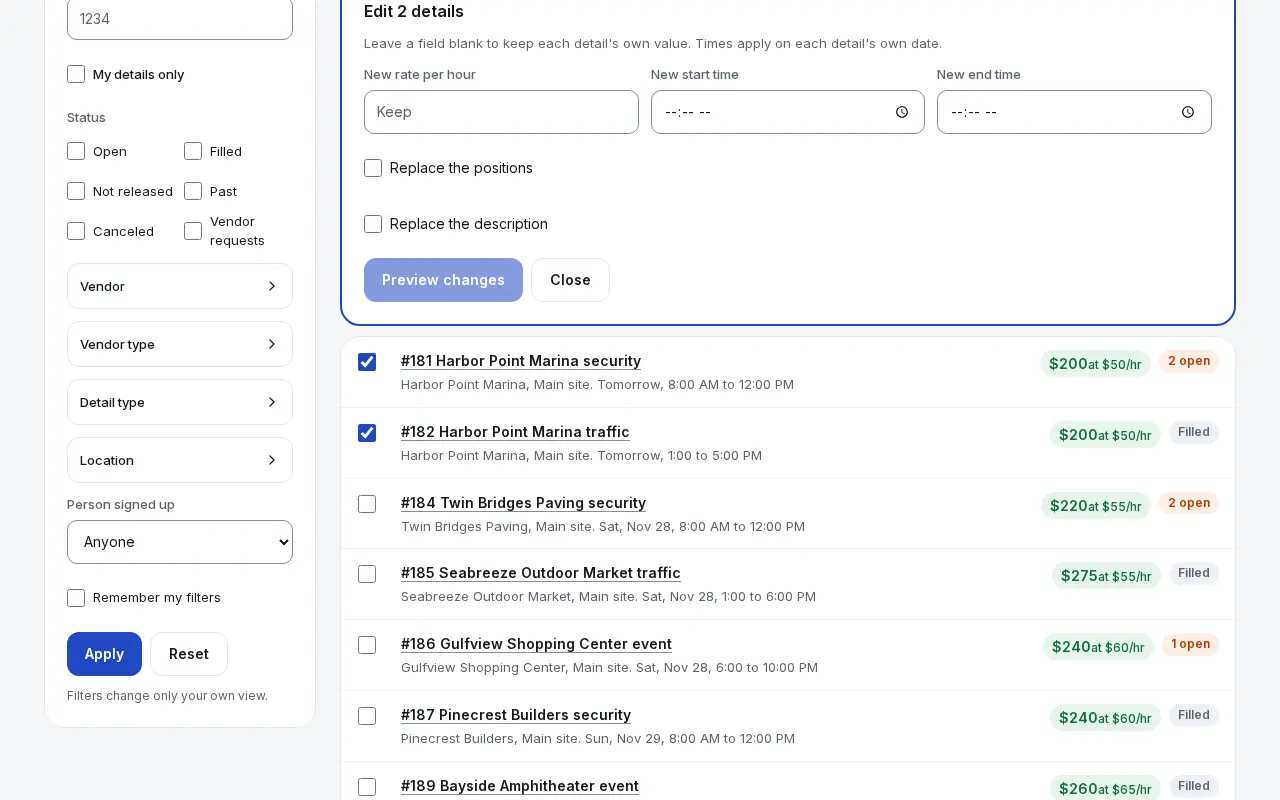 1234
My details only
Status
Open
Filled
Not released
Past
Canceled
Vendor
requests
Vendor
Vendor type
Detail type
Location
Person signed up
Anyone
Remember my filters
Apply
Reset
Filters change only your own view.
Edit 2 details
Leave a field blank to keep each detail's own value. Times apply on each detail's own date.
New rate per hour
New start time
New end time
Keep
--:-- --
--:-- --
Replace the positions
Replace the description
Preview changes
Close
#181 Harbor Point Marina security
$200at $50/hr
2 open
Harbor Point Marina, Main site. Tomorrow, 8:00 AM to 12:00 PM
#182 Harbor Point Marina traffic
$200at $50/hr
Filled
Harbor Point Marina, Main site. Tomorrow, 1:00 to 5:00 PM
#184 Twin Bridges Paving security
$220at $55/hr
2 open
Twin Bridges Paving, Main site. Sat, Nov 28, 8:00 AM to 12:00 PM
#185 Seabreeze Outdoor Market traffic
$275at $55/hr
Filled
Seabreeze Outdoor Market, Main site. Sat, Nov 28, 1:00 to 6:00 PM
#186 Gulfview Shopping Center event
$240at $60/hr
1 open
Gulfview Shopping Center, Main site. Sat, Nov 28, 6:00 to 10:00 PM
#187 Pinecrest Builders security
$240at $60/hr
Filled
Pinecrest Builders, Main site. Sun, Nov 29, 8:00 AM to 12:00 PM
#189 Bayside Amphitheater event
$260at $65/hr
Filled